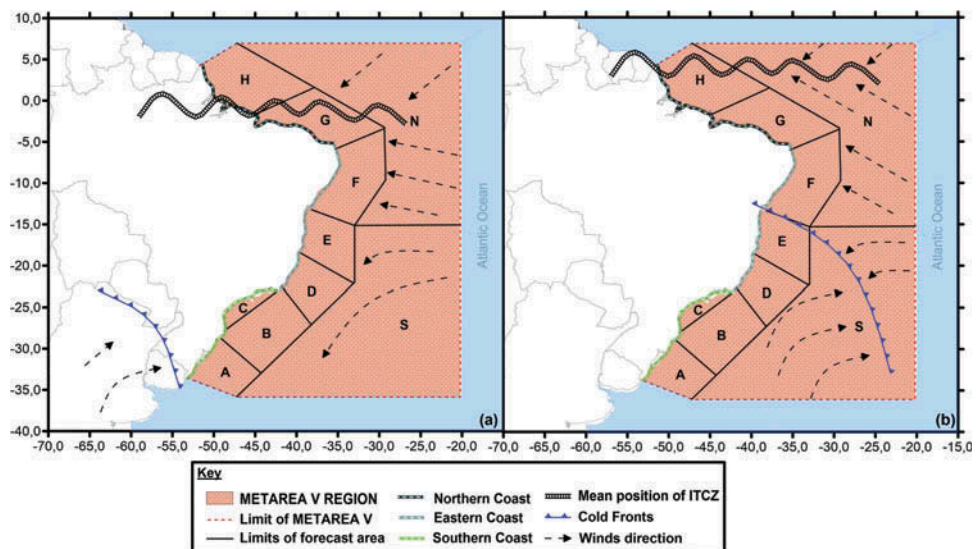 10,0
5,0
0,0
-5,0
-10,0
-15,0
-20,0
-25,0
-30,0
-35,0
-40,0
-70,0 -65,0 -60,0 -55,0 -50,0 -45,0 -40,0 -35,0 -30,0 -25,0 -20,0
H
G
N
F
E
D
C
B
A
S
Atlantic Ocean
(a)
H
G
N
F
E
D
C
B
A
S
Atlantic Ocean
(b)
-70,0 -65,0 -60,0 -55,0 -50,0 -45,0 -40,0 -35,0 -30,0 -25,0 -20,0 -15,0
Key
METAREA V REGION
Limit of METAREA V
Limits of forecast area
Northern Coast
Eastern Coast
Southern Coast
Mean position of ITCZ
Cold Fronts
Winds direction